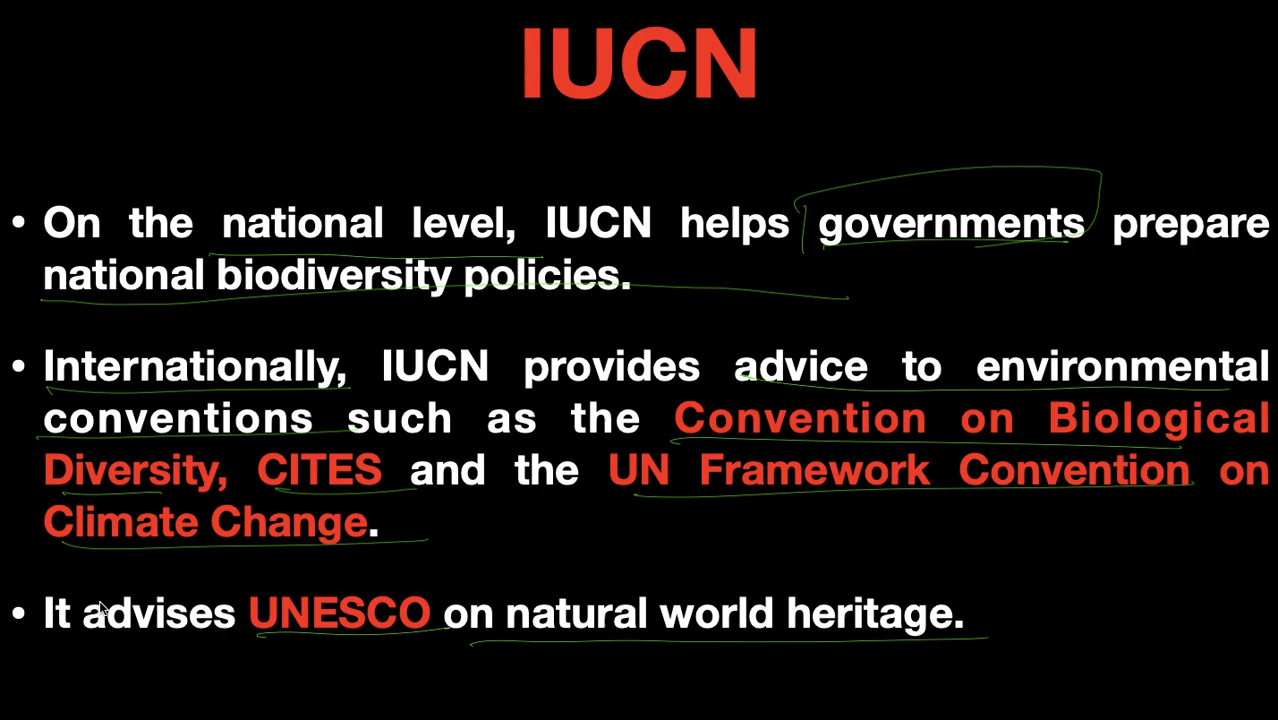 IUCN
• On the national level, IUCN helps governments prepare
national biodiversity policies.
• Internationally, IUCN provides advice to environmental
conventions such as the Convention on Biological
Diversity, CITES and the UN Framework Convention on
Climate Change.
• It advises UNESCO on natural world heritage.